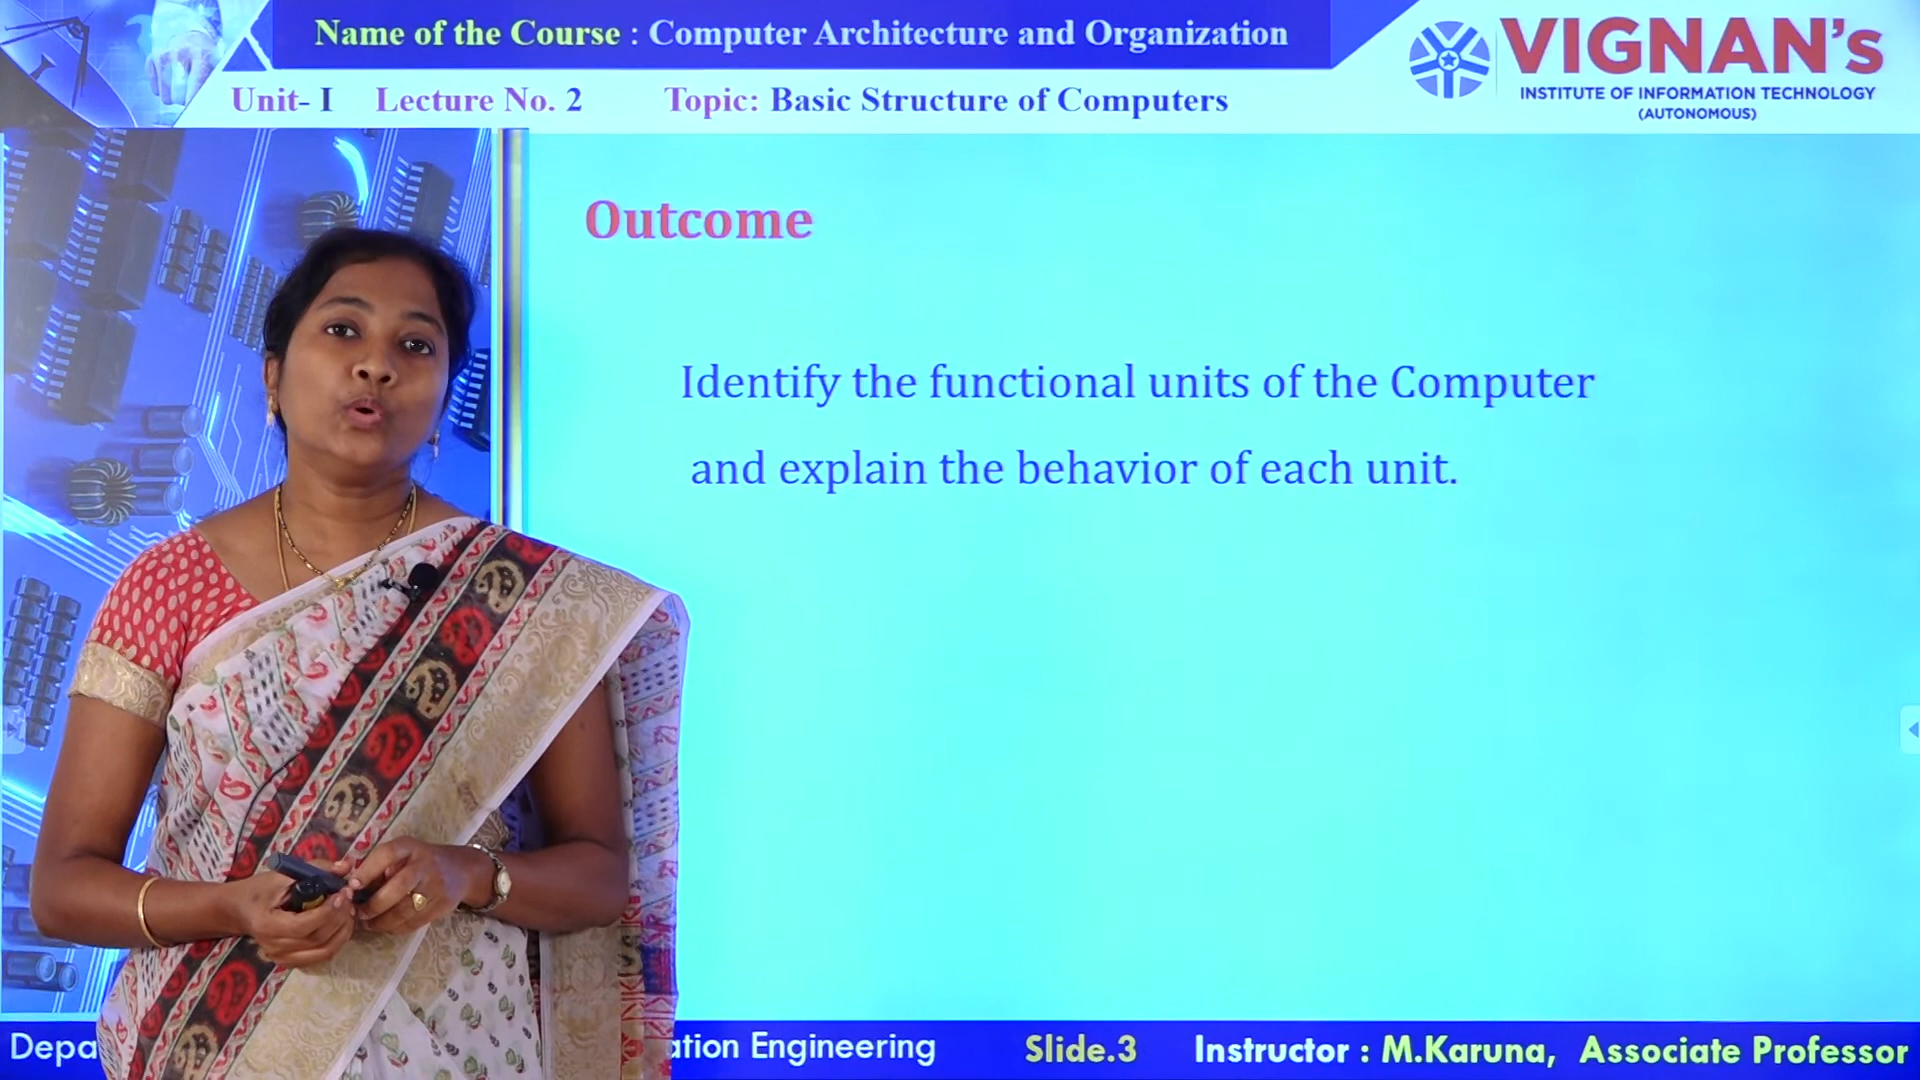 Name of the Course : Computer Architecture and Organization
Unit- I Lecture No. 2 Topic: Basic Structure of Computers
VIGNAN's
INSTITUTE OF INFORMATION TECHNOLOGY
(AUTONOMOUS)
Outcome
Identify the functional units of the Computer
and explain the behavior of each unit.
Engineering Slide.3 Instructor : M.Karuna, Associate Professor